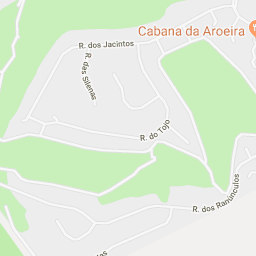 Cabana da Aroeira
R. dos Jacintos
R. das Silenas
R. do Tojo
R. dos Ranúnculos